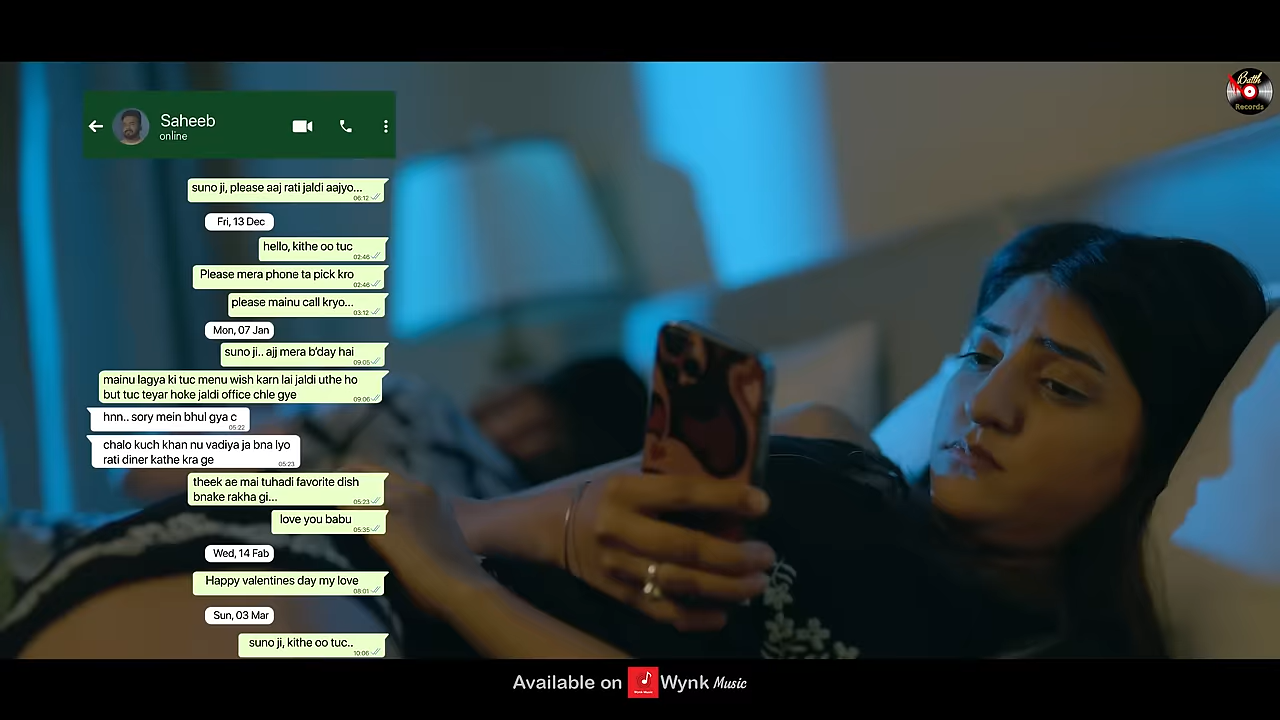 Batth
Records
Saheeb
online
suno ji, please aaj rati jaldi aajyo...
06:12
Fri, 13 Dec
hello, kithe oo tuc
02:46
Please mera phone ta pick kro
02:46
please mainu call kryo...
03:12
Mon, 07 Jan
suno ji.. ajj mera b'day hai
09:05
mainu lagya ki tuc menu wish karn lai jaldi uthe ho
but tuc teyar hoke jaldi office chle gye
09:06
hnn.. sory mein bhul gya c
05:22
chalo kuch khan nu vadiya ja bna lyo
rati diner kathe kra ge
05:23
theek ae mai tuhadi favorite dish
bnake rakha gi...
05:23
love you babu
05:35
Wed, 14 Fab
Happy valentines day my love
08:01
Sun, 03 Mar
suno ji, kithe oo tuc..
10:06
Available on Wynk Music